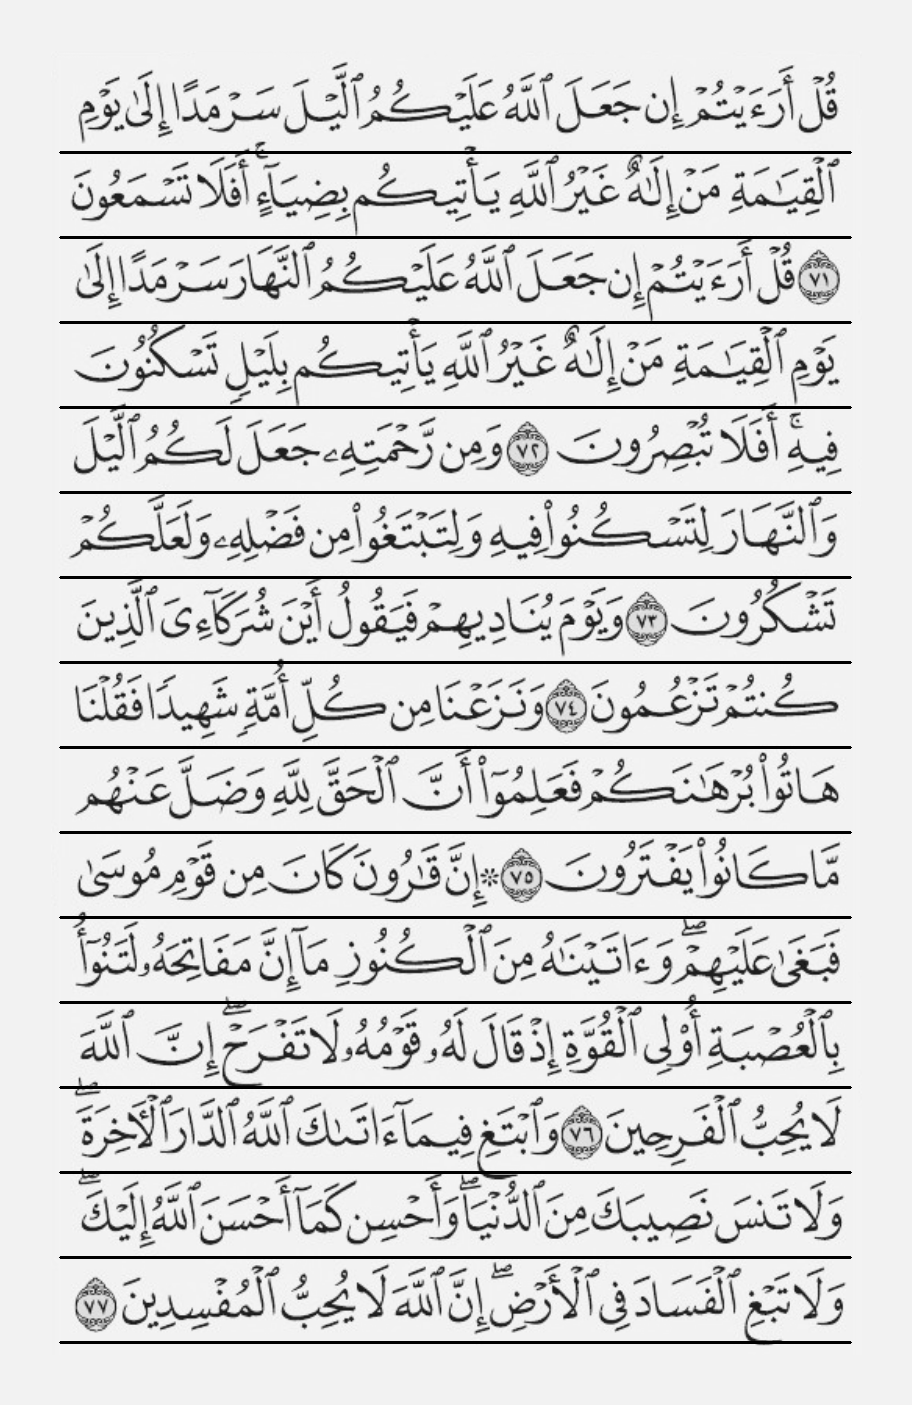 قُلْ أَرَءَيْتُمْ إِن جَعَلَ ٱللَّهُ عَلَيْكُمُ ٱلَّيْلَ سَرْمَدًا إِلَىٰ يَوْمِ
ٱلْقِيَـٰمَةِ مَنْ إِلَـٰهٌ غَيْرُ ٱللَّهِ يَأْتِيكُم بِضِيَآءٍ ۚ أَفَلَا تَسْمَعُونَ
٧١ قُلْ أَرَءَيْتُمْ إِن جَعَلَ ٱللَّهُ عَلَيْكُمُ ٱلنَّهَارَ سَرْمَدًا إِلَىٰ
يَوْمِ ٱلْقِيَـٰمَةِ مَنْ إِلَـٰهٌ غَيْرُ ٱللَّهِ يَأْتِيكُم بِلَيْلٍ تَسْكُنُونَ
فِيهِ ۚ أَفَلَا تُبْصِرُونَ ٧٢ وَمِن رَّحْمَتِهِۦ جَعَلَ لَكُمُ ٱلَّيْلَ
وَٱلنَّهَارَ لِتَسْكُنُوا۟ فِيهِ وَلِتَبْتَغُوا۟ مِن فَضْلِهِۦ وَلَعَلَّكُمْ
تَشْكُرُونَ ٧٣ وَيَوْمَ يُنَادِيهِمْ فَيَقُولُ أَيْنَ شُرَكَآءِىَ ٱلَّذِينَ
كُنتُمْ تَزْعُمُونَ ٧٤ وَنَزَعْنَا مِن كُلِّ أُمَّةٍ شَهِيدًا فَقُلْنَا
هَاتُوا۟ بُرْهَـٰنَكُمْ فَعَلِمُوٓا۟ أَنَّ ٱلْحَقَّ لِلَّهِ وَضَلَّ عَنْهُم
مَّا كَانُوا۟ يَفْتَرُونَ ٧٥ ۞ إِنَّ قَـٰرُونَ كَانَ مِن قَوْمِ مُوسَىٰ
فَبَغَىٰ عَلَيْهِمْ ۖ وَءَاتَيْنَـٰهُ مِنَ ٱلْكُنُوزِ مَآ إِنَّ مَفَاتِحَهُۥ لَتَنُوٓأُ
بِٱلْعُصْبَةِ أُو۟لِى ٱلْقُوَّةِ إِذْ قَالَ لَهُۥ قَوْمُهُۥ لَا تَفْرَحْ ۖ إِنَّ ٱللَّهَ
لَا يُحِبُّ ٱلْفَرِحِينَ ٧٦ وَٱبْتَغِ فِيمَآ ءَاتَىٰكَ ٱللَّهُ ٱلدَّارَ ٱلْـَٔاخِرَةَ ۖ
وَلَا تَنسَ نَصِيبَكَ مِنَ ٱلدُّنْيَا ۖ وَأَحْسِن كَمَآ أَحْسَنَ ٱللَّهُ إِلَيْكَ ۖ
وَلَا تَبْغِ ٱلْفَسَادَ فِى ٱلْأَرْضِ ۖ إِنَّ ٱللَّهَ لَا يُحِبُّ ٱلْمُفْسِدِينَ ٧٧